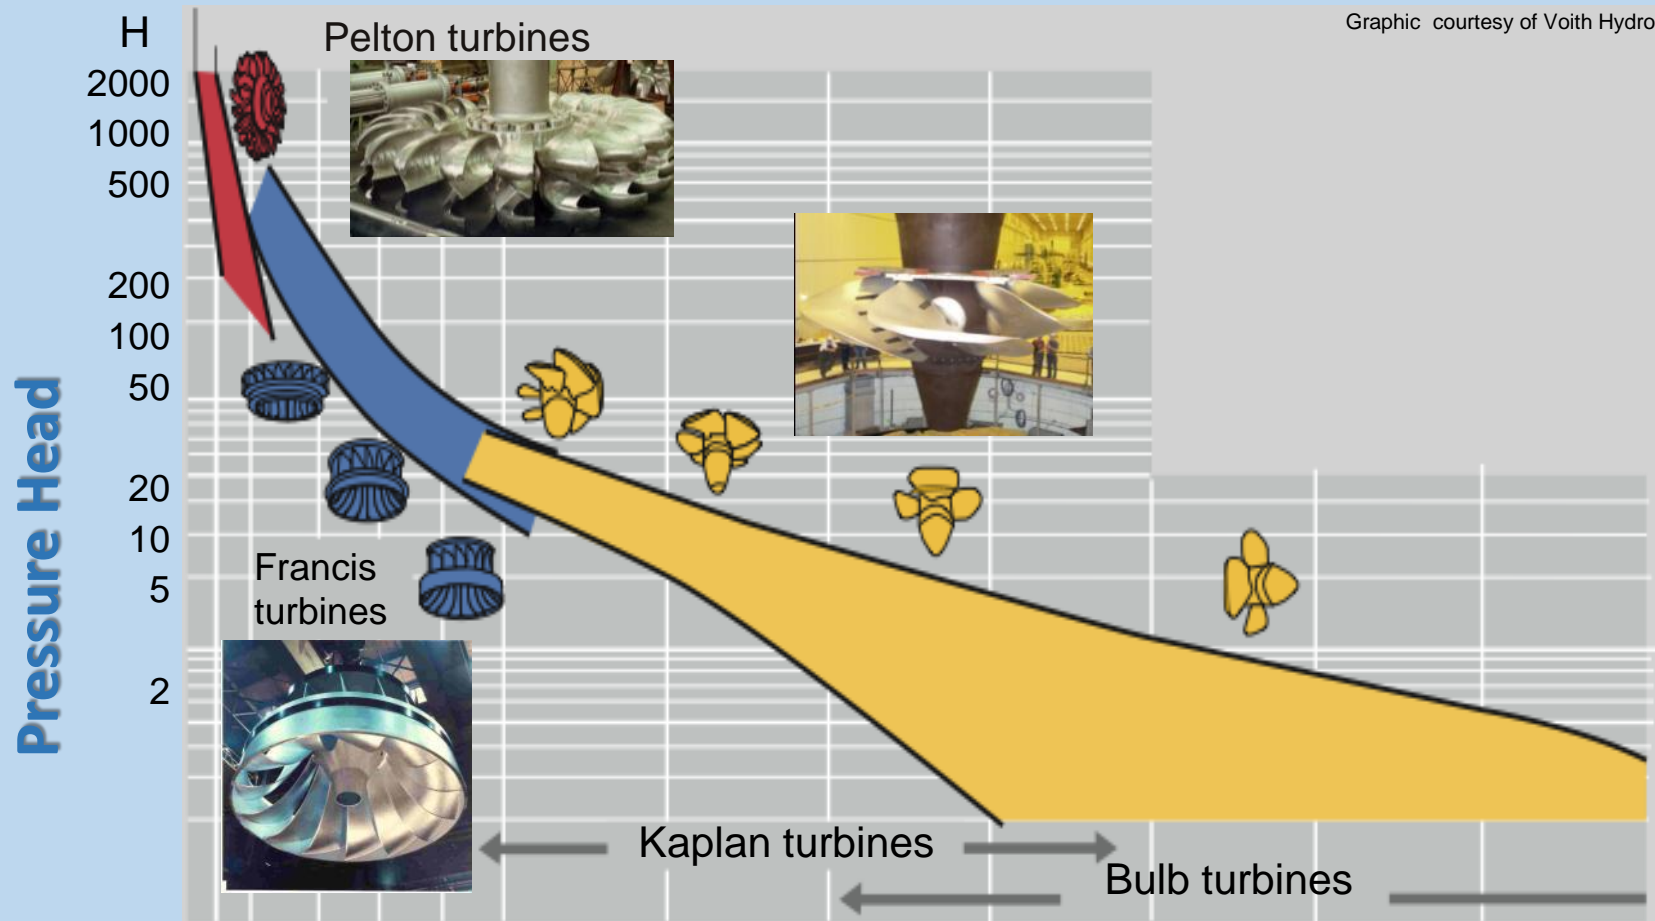 H
Pelton turbines
Graphic courtesy of Voith Hydro
2000
1000
500
200
100
50
20
10
5
2
Pressure Head
Francis
turbines
Kaplan turbines
Bulb turbines